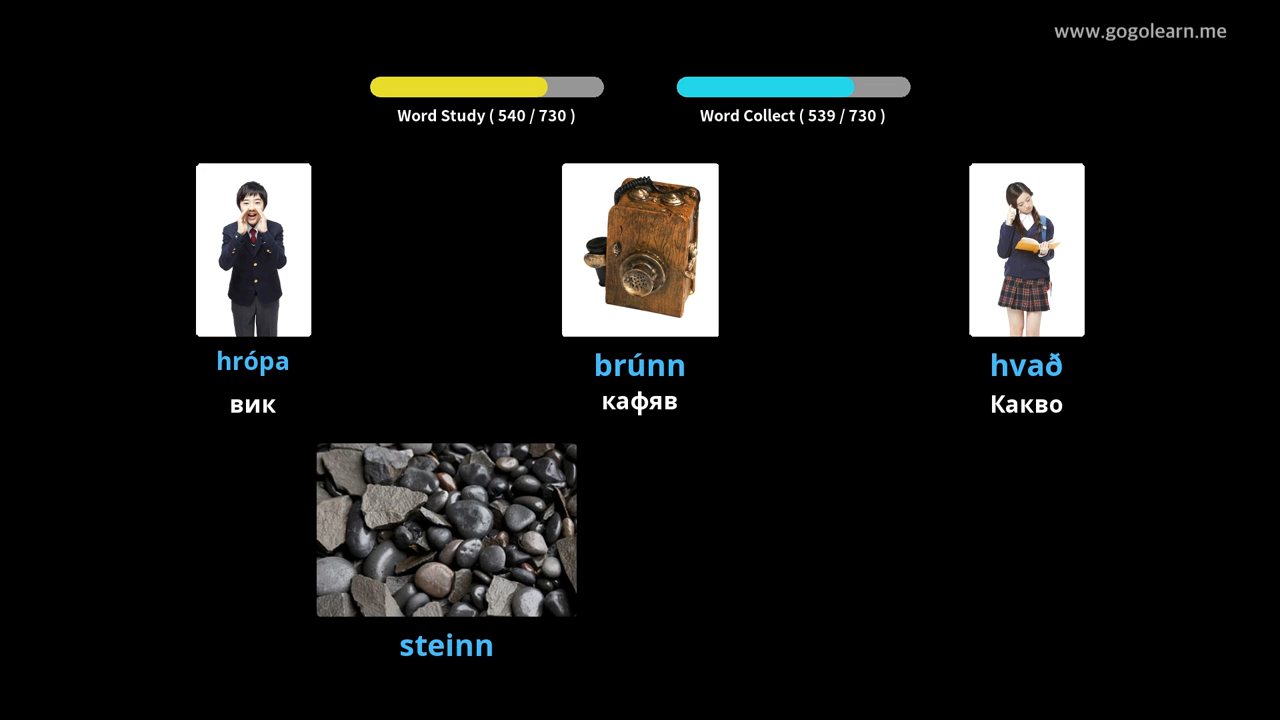 www.gogolearn.me
Word Study ( 540 / 730 )
Word Collect ( 539 / 730 )
hrópa
brúnn
hvað
вик
кафяв
Какво
steinn